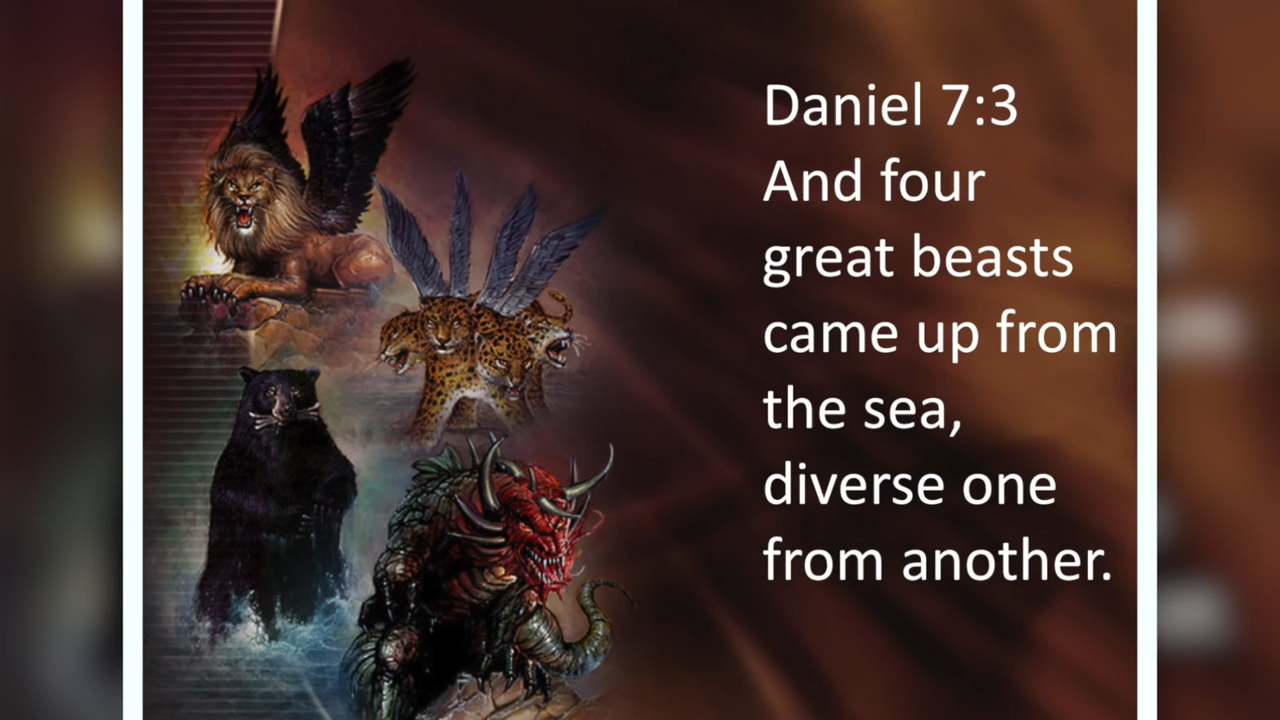 Daniel 7:3
And four
great beasts
came up from
the sea,
diverse one
from another.